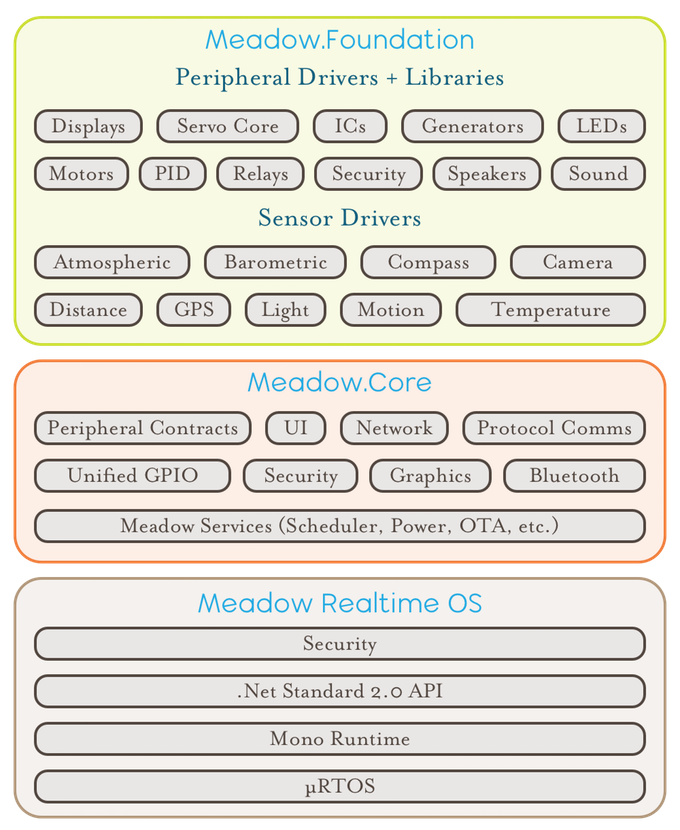 Meadow.Foundation
Peripheral Drivers + Libraries
Displays Servo Core ICs Generators LEDs
Motors PID Relays Security Speakers Sound
Sensor Drivers
Atmospheric Barometric Compass Camera
Distance GPS Light Motion Temperature
Meadow.Core
Peripheral Contracts UI Network Protocol Comms
Unified GPIO Security Graphics Bluetooth
Meadow Services (Scheduler, Power, OTA, etc.)
Meadow Realtime OS
Security
.Net Standard 2.0 API
Mono Runtime
µRTOS